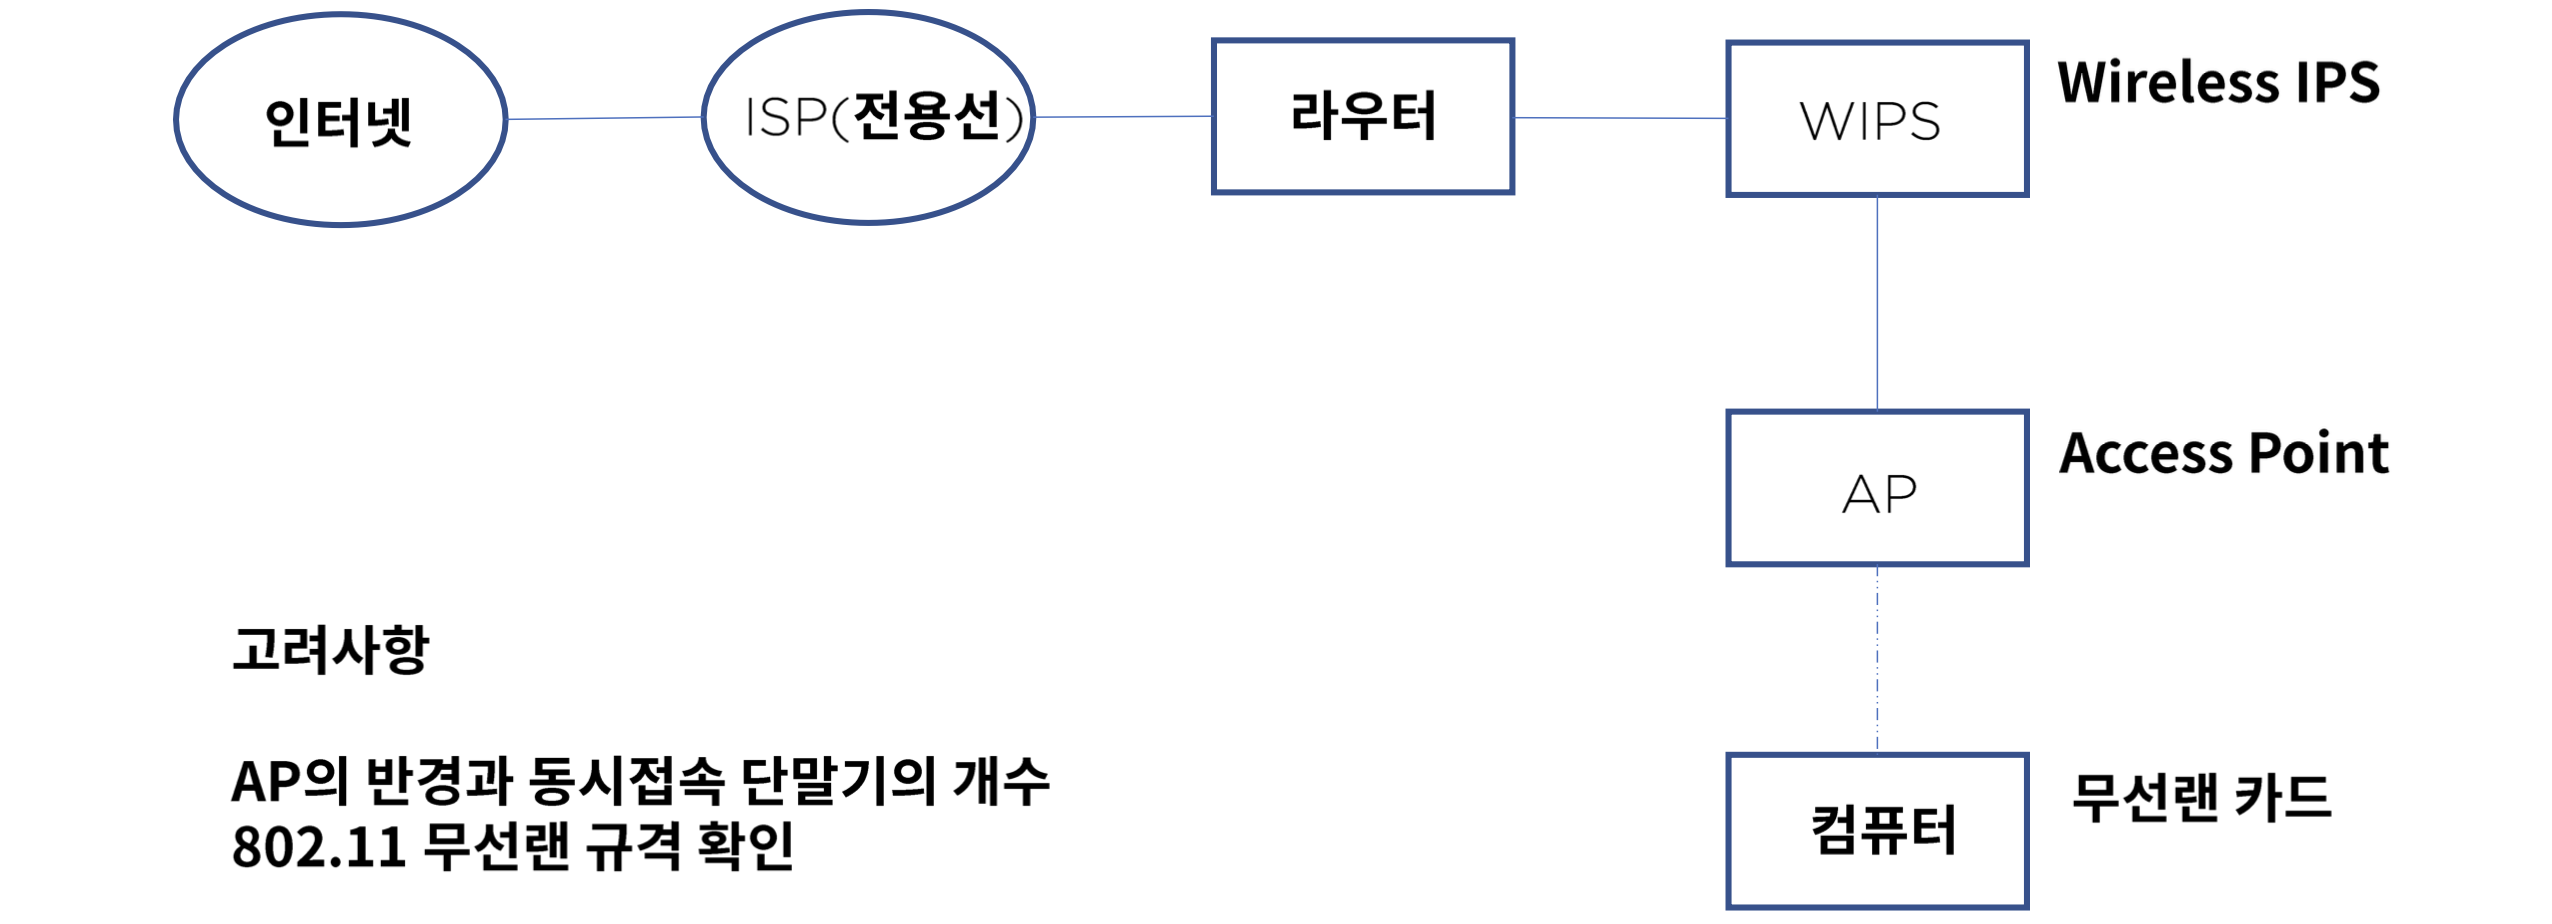 인터넷
ISP(전용선)
라우터
WIPS
Wireless IPS
AP
Access Point
컴퓨터
무선랜 카드
고려사항
AP의 반경과 동시접속 단말기의 개수
802.11 무선랜 규격 확인